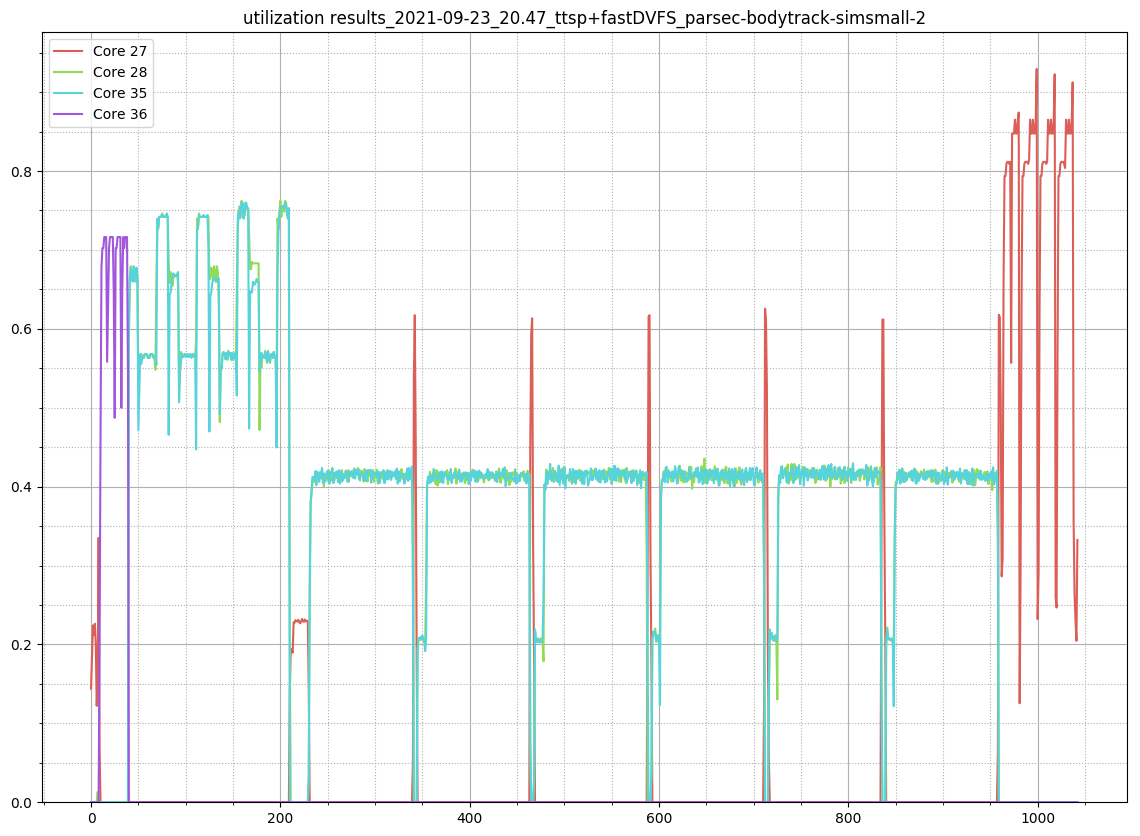 utilization results_2021-09-23_20.47_ttsp+fastDVFS_parsec-bodytrack-simsmall-2
Core 27
Core 28
Core 35
Core 36
0.8
0.6
0.4
0.2
0.0
0 200 400 600 800 1000